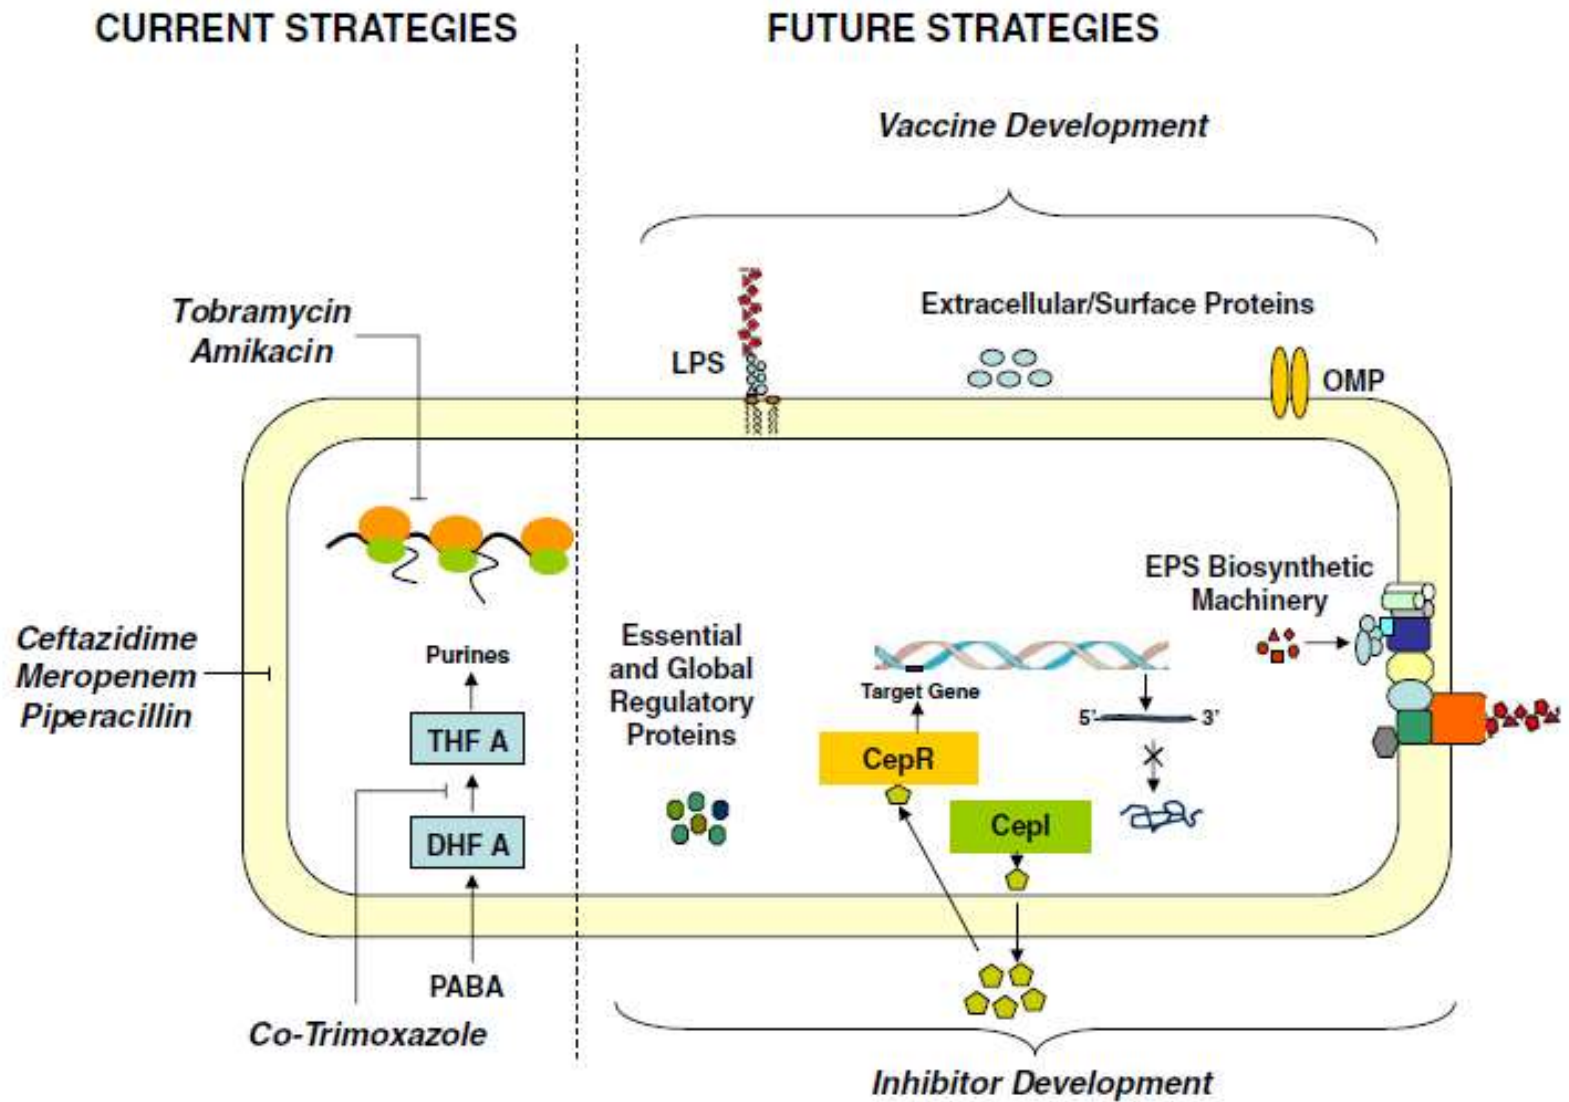 CURRENT STRATEGIES
FUTURE STRATEGIES
Vaccine Development
Tobramycin
Amikacin
Extracellular/Surface Proteins
LPS
OMP
EPS Biosynthetic
Machinery
Ceftazidime
Meropenem
Piperacillin
Purines
THF A
DHF A
PABA
Co-Trimoxazole
Essential
and Global
Regulatory
Proteins
Target Gene
5'
3'
CepR
CepI
Inhibitor Development